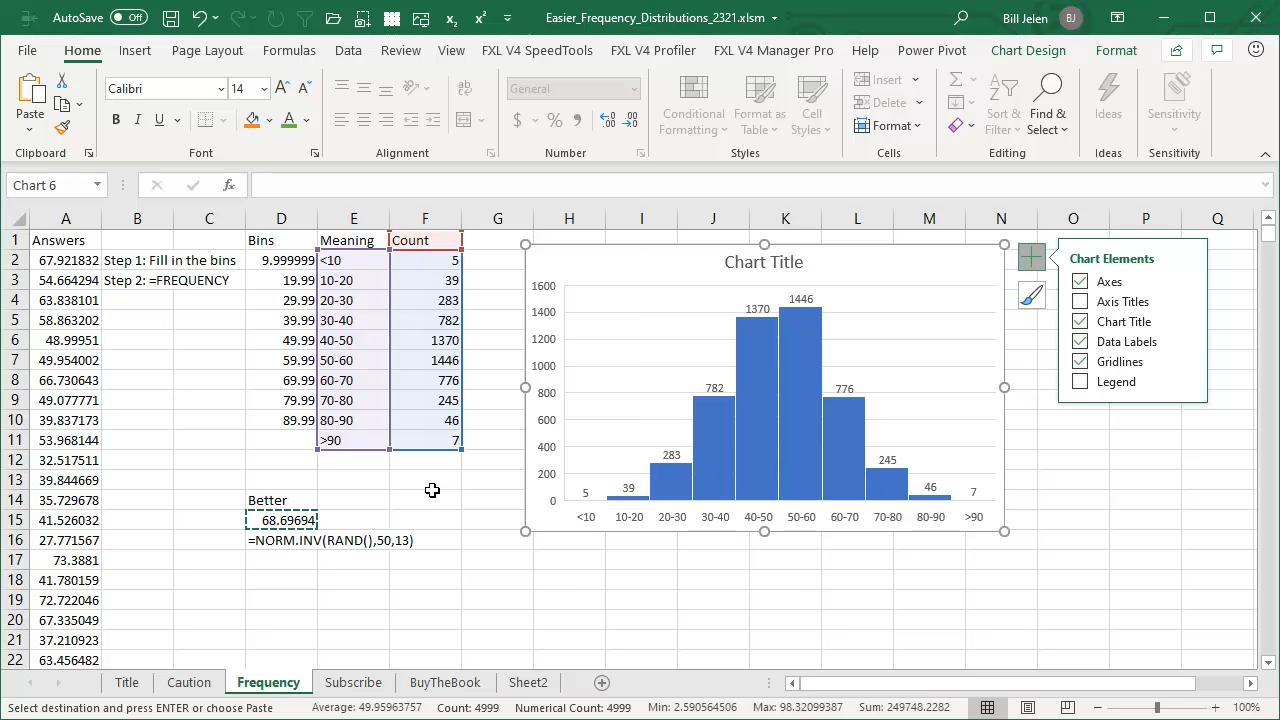 AutoSave Off Easier_Frequency_Distributions_2321.xlsm Bill Jelen BJ
File Home Insert Page Layout Formulas Data Review View FXL V4 SpeedTools FXL V4 Profiler FXL V4 Manager Pro Help Power Pivot Chart Design Format
Paste Calibri 14 General Conditional Formatting Format as Table Cell Styles Insert Delete Format Sort & Filter Find & Select Ideas Sensitivity
Clipboard Font Alignment Number Styles Cells Editing Ideas Sensitivity
Chart 6 fx
A B C D E F G H I J K L M N O P Q
1 Answers Bins Meaning Count
2 67.921832 Step 1: Fill in the bins 9.999999 <10 5
3 54.664294 Step 2: =FREQUENCY 19.99 10-20 39
4 63.838101 29.99 20-30 283
5 58.863202 39.99 30-40 782
6 48.99951 49.99 40-50 1370
7 49.954002 59.99 50-60 1446
8 66.730643 69.99 60-70 776
9 49.077771 79.99 70-80 245
10 39.837173 89.99 80-90 46
11 53.968144 >90 7
12 32.517511
13 39.844669
14 35.729678 Better
15 41.526032 68.69694
16 27.771567 =NORM.INV(RAND(),50,13)
17 73.3881
18 41.780159
19 72.722046
20 67.335049
21 37.210923
22 63.456482
Chart Title
1600
1400
1200
1000
800
600
400
200
0
5 39 283 782 1370 1446 776 245 46 7
<10 10-20 20-30 30-40 40-50 50-60 60-70 70-80 80-90 >90
Chart Elements
Axes
Axis Titles
Chart Title
Data Labels
Gridlines
Legend
Title Caution Frequency Subscribe BuyTheBook Sheet2
Select destination and press ENTER or choose Paste Average: 49.95963757 Count: 4999 Numerical Count: 4999 Min: 2.590564506 Max: 98.32099387 Sum: 249748.2282 100%